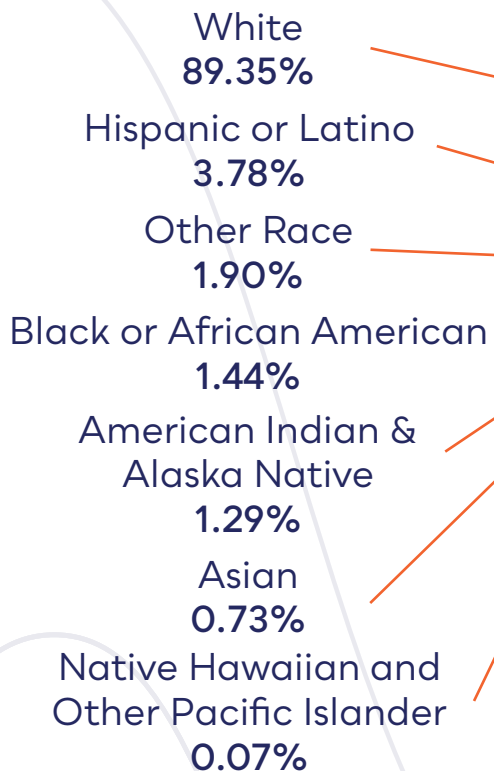 White
89.35%
Hispanic or Latino
3.78%
Other Race
1.90%
Black or African American
1.44%
American Indian &
Alaska Native
1.29%
Asian
0.73%
Native Hawaiian and
Other Pacific Islander
0.07%